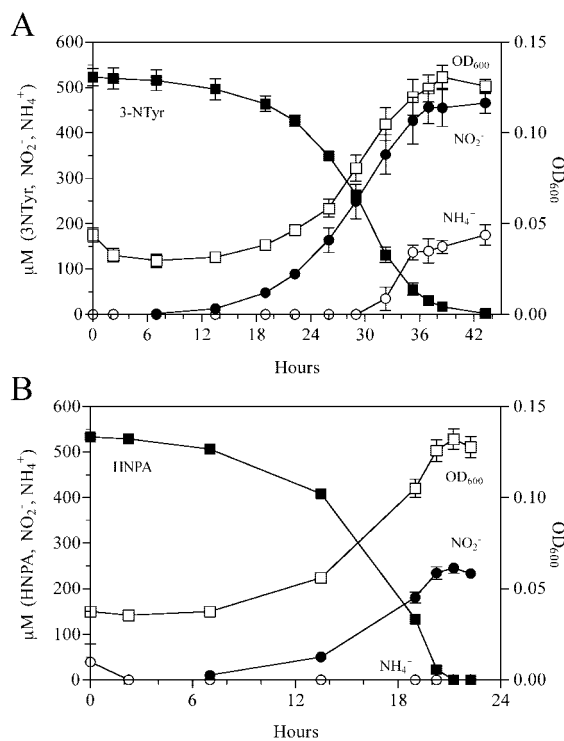 A
600
500
400
300
200
100
0
µM (3NTyr, NO₂⁻, NH₄⁺)
3-NTyr
OD₆₀₀
NO₂⁻
NH₄⁻
0.15
0.10
0.05
0.00
OD₆₀₀
0 6 12 18 24 30 36 42
Hours
B
600
500
400
300
200
100
0
µM (HNPA, NO₂⁻, NH₄⁺)
HNPA
OD₆₀₀
NO₂⁻
NH₄⁻
0.15
0.10
0.05
0.00
OD₆₀₀
0 6 12 18 24
Hours